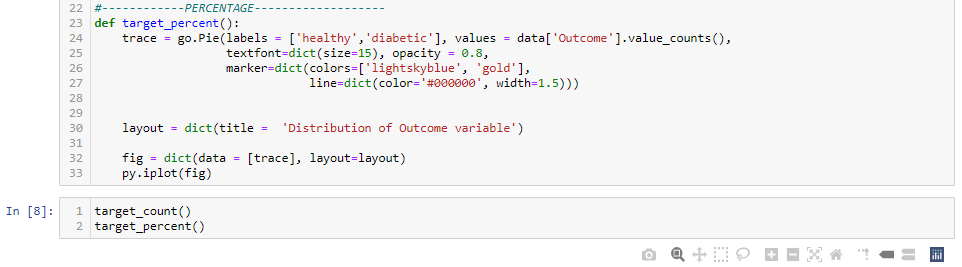 22 #------------PERCENTAGE-------------------
23 def target_percent():
24     trace = go.Pie(labels = ['healthy','diabetic'], values = data['Outcome'].value_counts(),
25                    textfont=dict(size=15), opacity = 0.8,
26                    marker=dict(colors=['lightskyblue', 'gold'],
27                                line=dict(color='#000000', width=1.5)))
28
29
30     layout = dict(title =  'Distribution of Outcome variable')
31
32     fig = dict(data = [trace], layout=layout)
33     py.iplot(fig)
In [8]: 1 target_count()
2 target_percent()